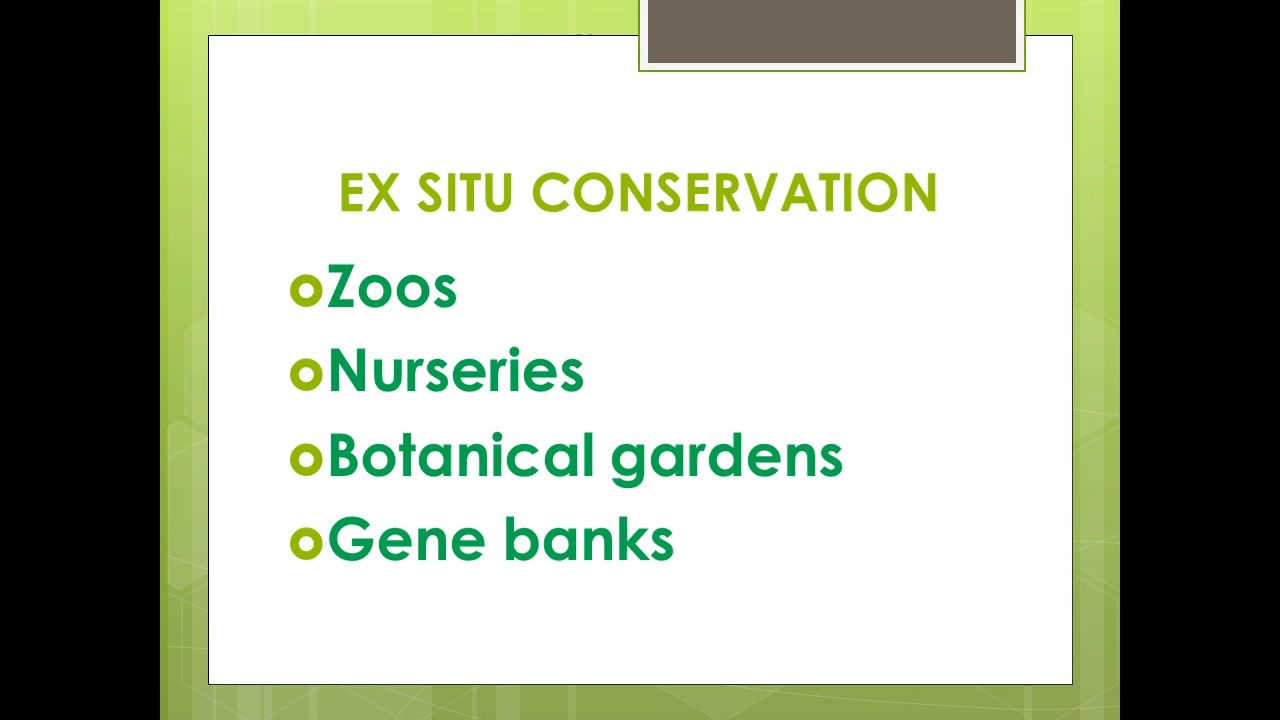 EX SITU CONSERVATION
Zoos
Nurseries
Botanical gardens
Gene banks